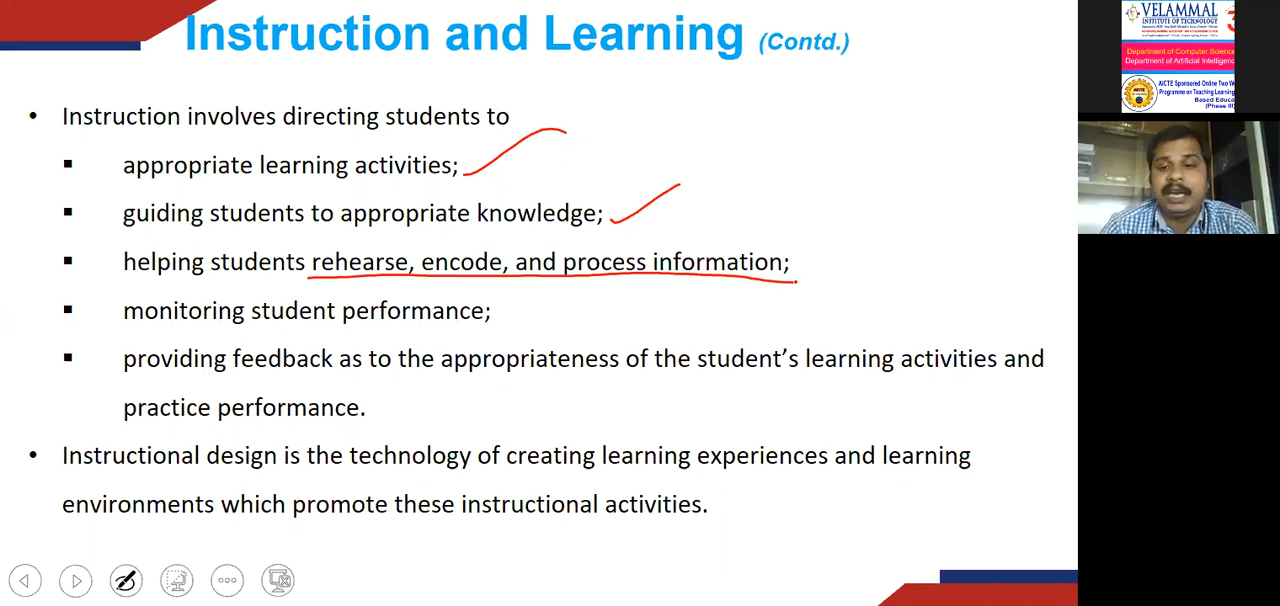 Instruction and Learning (Contd.)
• Instruction involves directing students to
▪ appropriate learning activities;
▪ guiding students to appropriate knowledge;
▪ helping students rehearse, encode, and process information;
▪ monitoring student performance;
▪ providing feedback as to the appropriateness of the student's learning activities and
practice performance.
• Instructional design is the technology of creating learning experiences and learning
environments which promote these instructional activities.
VELAMMAL
INSTITUTE OF TECHNOLOGY
Department of Computer Science
Department of Artificial Intelligenc
AICTE Sponsored Online Two W
Programme on Teaching Learning
Based Educa
(Phase III)